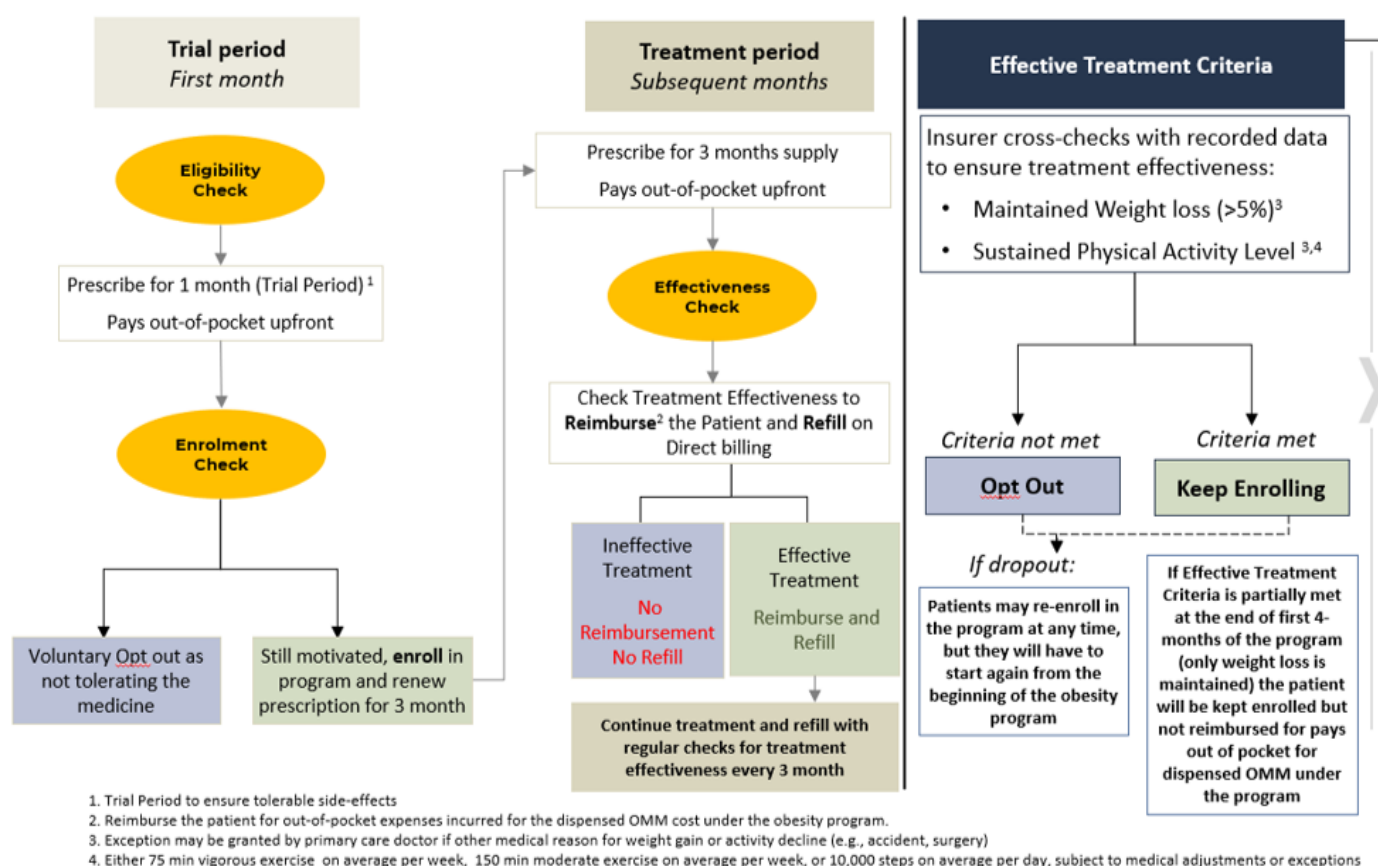 Trial period
First month
Eligibility
Check
Prescribe for 1 month (Trial Period) 1
Pays out-of-pocket upfront
Enrolment
Check
Voluntary Opt out as
not tolerating the
medicine
Still motivated, enroll in
program and renew
prescription for 3 month
Treatment period
Subsequent months
Prescribe for 3 months supply
Pays out-of-pocket upfront
Effectiveness
Check
Check Treatment Effectiveness to
Reimburse2 the Patient and Refill on
Direct billing
Ineffective
Treatment
No
Reimbursement
No Refill
Effective
Treatment
Reimburse and
Refill
Continue treatment and refill with
regular checks for treatment
effectiveness every 3 month
Effective Treatment Criteria
Insurer cross-checks with recorded data
to ensure treatment effectiveness:
• Maintained Weight loss (>5%)3
• Sustained Physical Activity Level 3,4
Criteria not met
Opt Out
Criteria met
Keep Enrolling
If dropout:
Patients may re-enroll in
the program at any time,
but they will have to
start again from the
beginning of the obesity
program
If Effective Treatment
Criteria is partially met
at the end of first 4-
months of the program
(only weight loss is
maintained) the patient
will be kept enrolled but
not reimbursed for pays
out of pocket for
dispensed OMM under
the program
1. Trial Period to ensure tolerable side-effects
2. Reimburse the patient for out-of-pocket expenses incurred for the dispensed OMM cost under the obesity program.
3. Exception may be granted by primary care doctor if other medical reason for weight gain or activity decline (e.g., accident, surgery)
4. Either 75 min vigorous exercise on average per week, 150 min moderate exercise on average per week, or 10,000 steps on average per day, subject to medical adjustments or exceptions